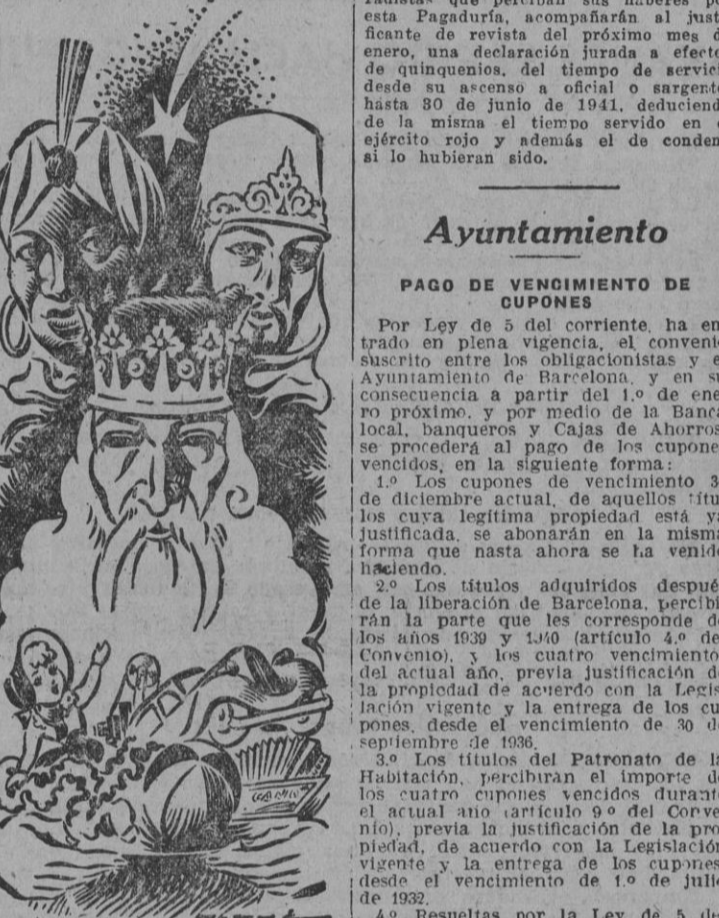 esta Pagaduría, acompañarán al just
ficante de revista del próximo mes d
enero, una declaración jurada a efecto
de quinquenios, del tiempo de servici
desde su ascenso a oficial o sargento
hasta 30 de junio de 1941, deduciend
de la misma el tiempo servido en e
ejército rojo y además el de conden
si lo hubieran sido.
Ayuntamiento
PAGO DE VENCIMIENTO DE
CUPONES
Por Ley de 5 del corriente, ha en
trado en plena vigencia, el convenio
suscrito entre los obligacionistas y e
Ayuntamiento de Barcelona, y en su
consecuencia a partir del 1.º de ene
ro próximo, y por medio de la Banca
local, banqueros y Cajas de Ahorros
se procederá al pago de los cupone
vencidos, en la siguiente forma:
1.º Los cupones de vencimiento 3
de diciembre actual, de aquellos títu
los cuya legítima propiedad está ya
justificada, se abonarán en la misma
forma que nasta ahora se ha venido
haciendo.
2.º Los títulos adquiridos despué
de la liberación de Barcelona, percibi
rán la parte que les corresponde de
los años 1939 y 1940 (artículo 4.º de
Convenio), y los cuatro vencimiento
del actual año, previa justificación d
la propiedad de acuerdo con la Legis
lación vigente y la entrega de los cu
pones, desde el vencimiento de 30 d
septiembre de 1936.
3.º Los títulos del Patronato de la
Habitación, percibirán el importe d
los cuatro cupones vencidos durante
el actual año (artículo 9º del Conve
nio), previa la justificación de la pro
piedad, de acuerdo con la Legislación
vigente y la entrega de los cupones
desde el vencimiento de 1.º de julio
de 1932.
4.º Resueltas por la Ley de 5 de